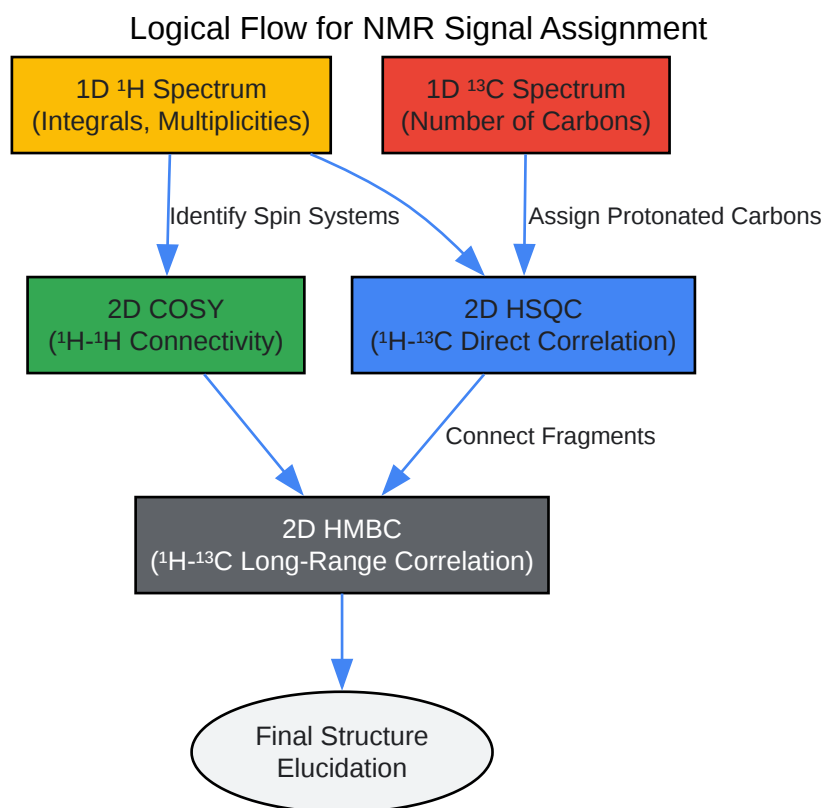 Logical Flow for NMR Signal Assignment
1D ¹H Spectrum
(Integrals, Multiplicities)
1D ¹³C Spectrum
(Number of Carbons)
Identify Spin Systems
Assign Protonated Carbons
2D COSY
(¹H-¹H Connectivity)
2D HSQC
(¹H-¹³C Direct Correlation)
Connect Fragments
2D HMBC
(¹H-¹³C Long-Range Correlation)
Final Structure
Elucidation